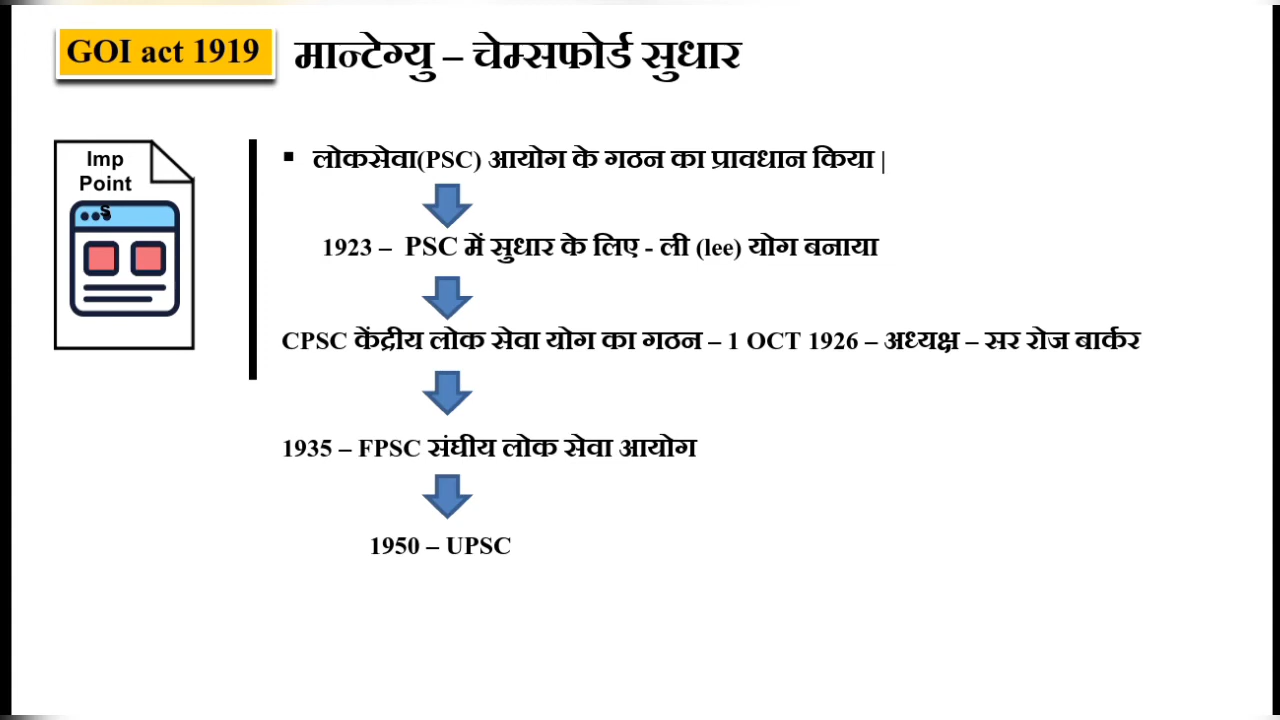 GOI act 1919
मान्टेग्यु – चेम्सफोर्ड सुधार
Imp
Point
s
▪ लोकसेवा(PSC) आयोग के गठन का प्रावधान किया |
1923 – PSC में सुधार के लिए - ली (lee) योग बनाया
CPSC केंद्रीय लोक सेवा योग का गठन – 1 OCT 1926 – अध्यक्ष – सर रोज बार्कर
1935 – FPSC संघीय लोक सेवा आयोग
1950 – UPSC